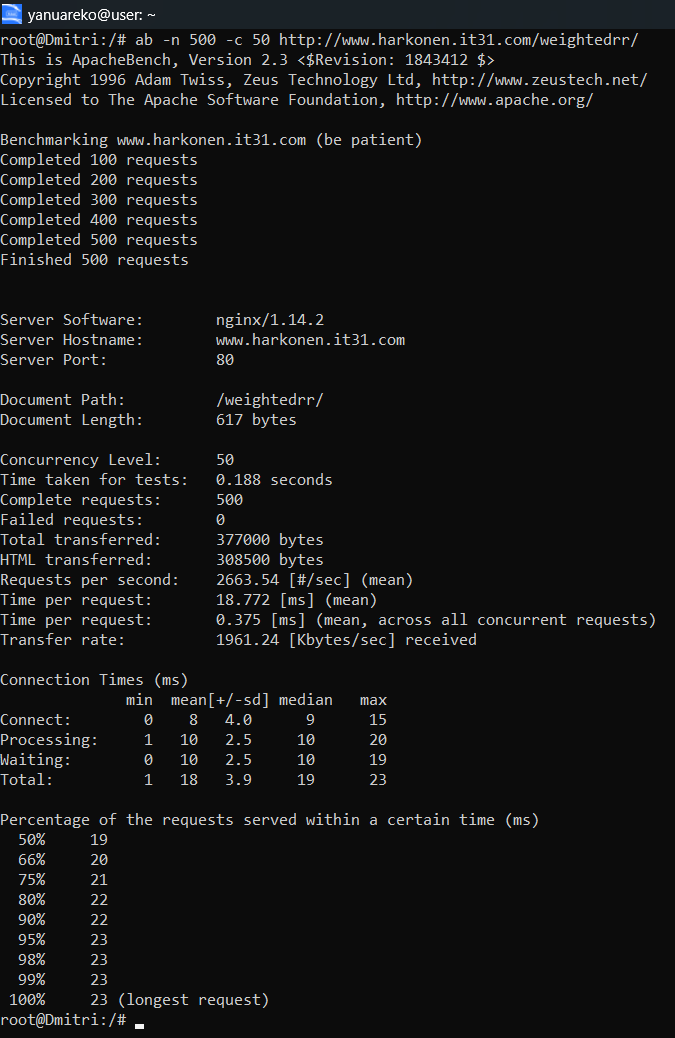 yanuareko@user: ~
root@Dmitri:/# ab -n 500 -c 50 http://www.harkonen.it31.com/weightedrr/
This is ApacheBench, Version 2.3 <$Revision: 1843412 $>
Copyright 1996 Adam Twiss, Zeus Technology Ltd, http://www.zeustech.net/
Licensed to The Apache Software Foundation, http://www.apache.org/

Benchmarking www.harkonen.it31.com (be patient)
Completed 100 requests
Completed 200 requests
Completed 300 requests
Completed 400 requests
Completed 500 requests
Finished 500 requests


Server Software:        nginx/1.14.2
Server Hostname:        www.harkonen.it31.com
Server Port:            80

Document Path:          /weightedrr/
Document Length:        617 bytes

Concurrency Level:      50
Time taken for tests:   0.188 seconds
Complete requests:      500
Failed requests:        0
Total transferred:      377000 bytes
HTML transferred:       308500 bytes
Requests per second:    2663.54 [#/sec] (mean)
Time per request:       18.772 [ms] (mean)
Time per request:       0.375 [ms] (mean, across all concurrent requests)
Transfer rate:          1961.24 [Kbytes/sec] received

Connection Times (ms)
              min  mean[+/-sd] median   max
Connect:        0    8   4.0      9      15
Processing:     1   10   2.5     10      20
Waiting:        0   10   2.5     10      19
Total:          1   18   3.9     19      23

Percentage of the requests served within a certain time (ms)
  50%     19
  66%     20
  75%     21
  80%     22
  90%     22
  95%     23
  98%     23
  99%     23
 100%     23 (longest request)
root@Dmitri:/#